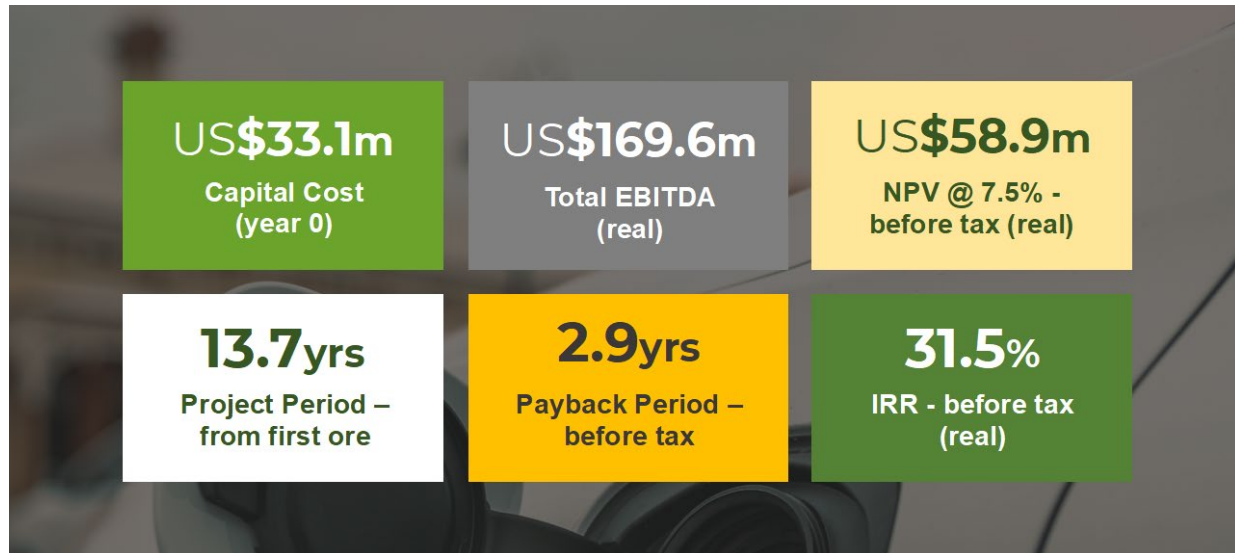 US$33.1m
Capital Cost
(year 0)
US$169.6m
Total EBITDA
(real)
US$58.9m
NPV @ 7.5% -
before tax (real)
13.7yrs
Project Period –
from first ore
2.9yrs
Payback Period –
before tax
31.5%
IRR - before tax
(real)